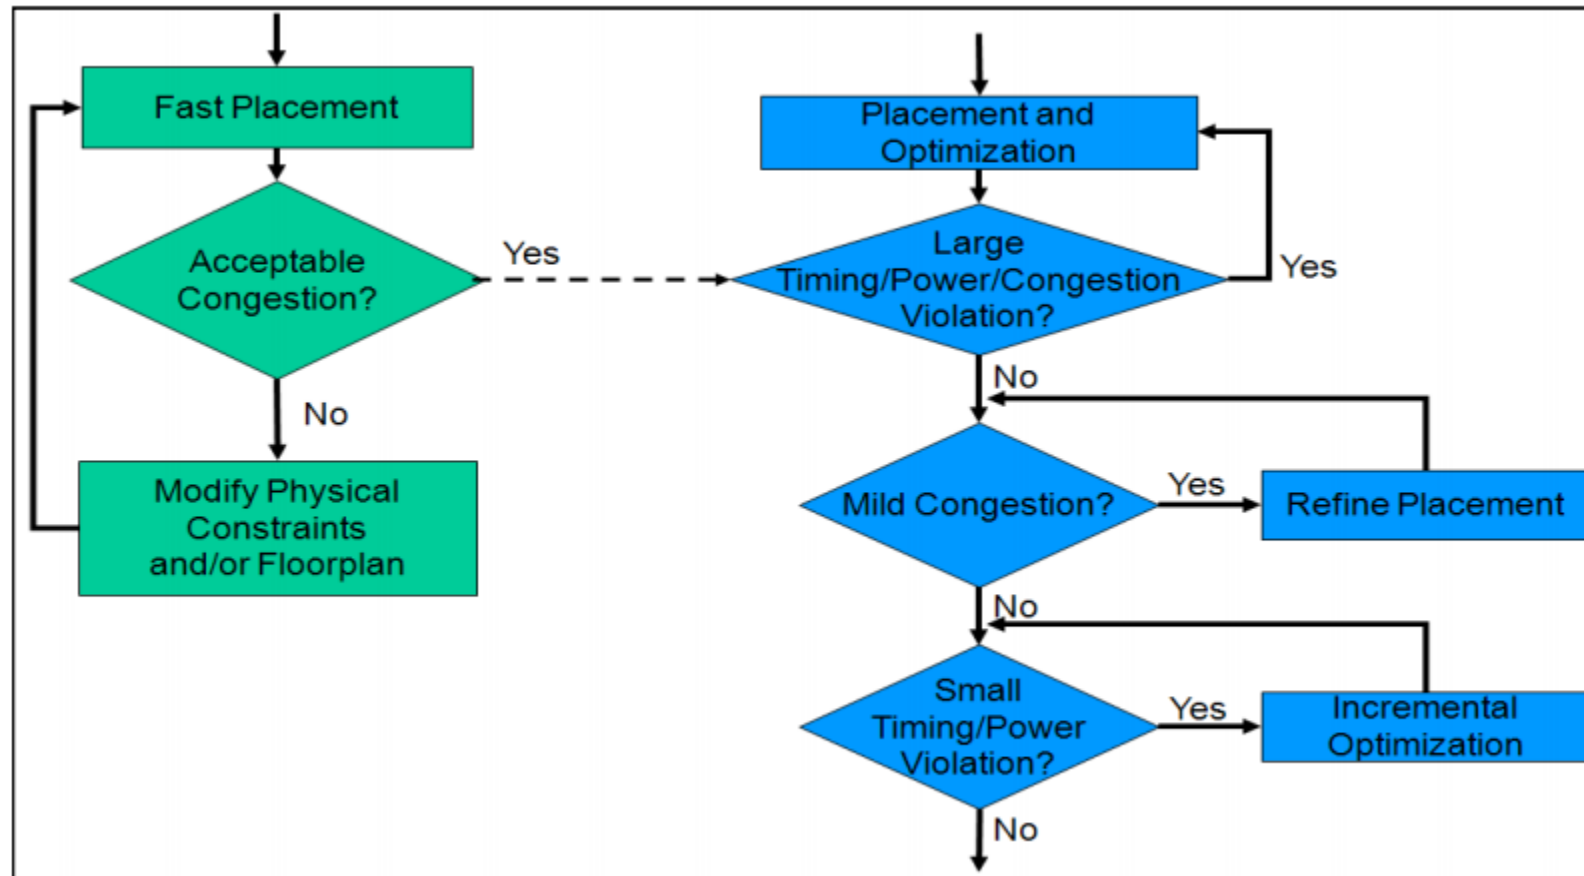 Fast Placement
Acceptable
Congestion?
Yes
No
Modify Physical
Constraints
and/or Floorplan
Placement and
Optimization
Large
Timing/Power/Congestion
Violation?
Yes
No
Mild Congestion?
Yes
Refine Placement
No
Small
Timing/Power
Violation?
Yes
Incremental
Optimization
No